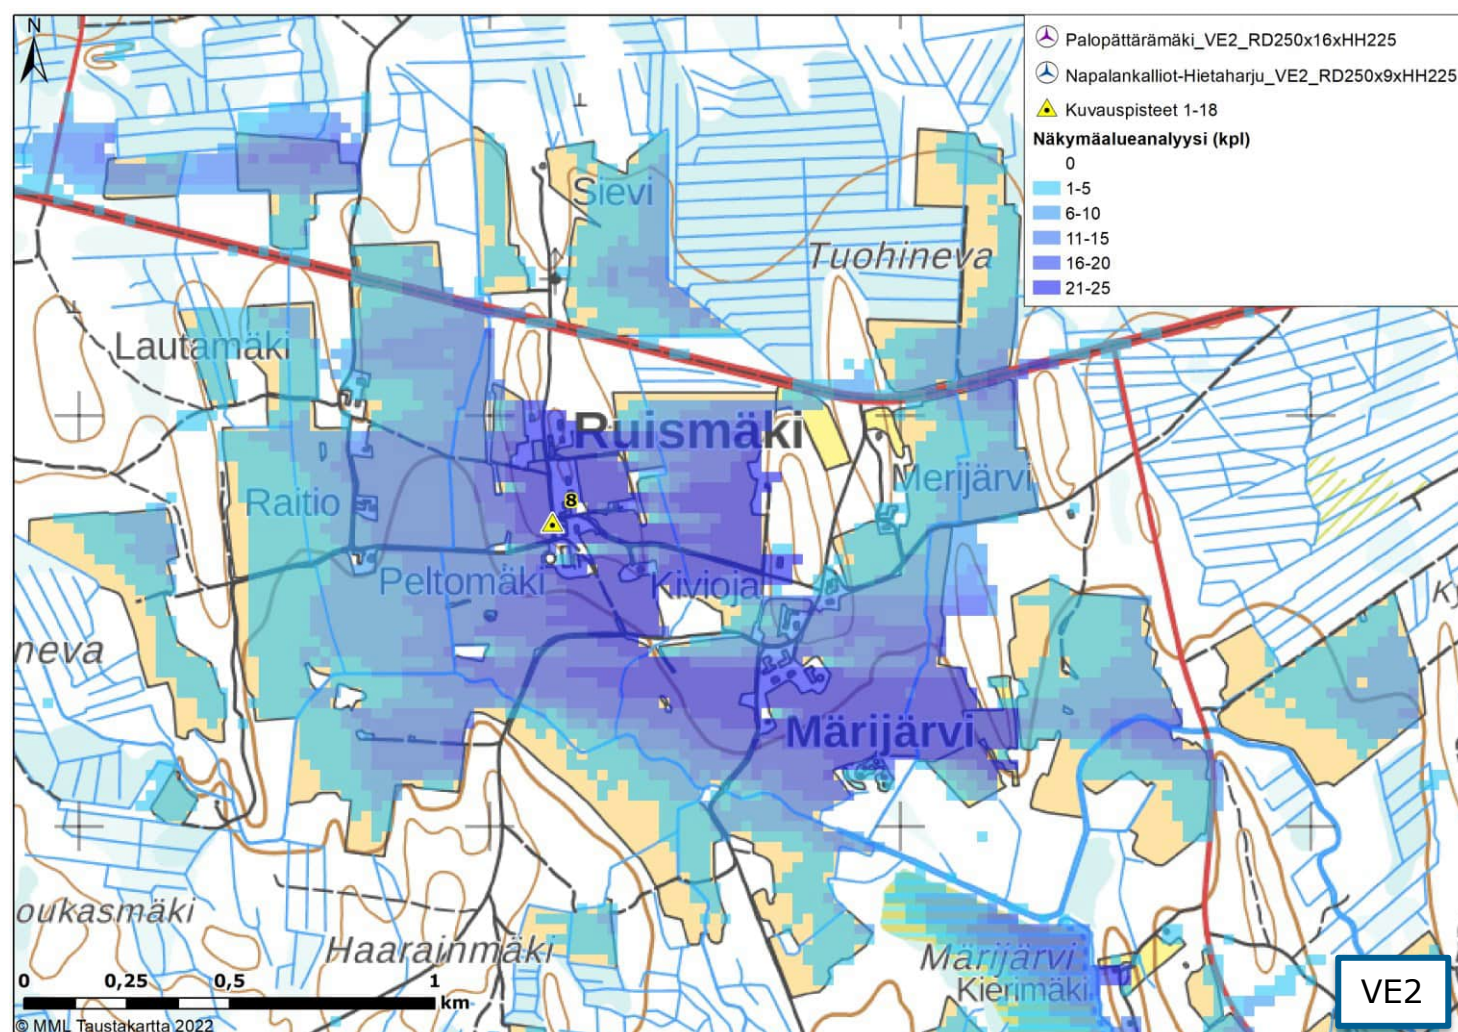 N
Palopättärämäki_VE2_RD250x16xHH225
Napalankalliot-Hietaharju_VE2_RD250x9xHH225
Kuvauspisteet 1-18
Näkymäalueanalyysi (kpl)
0
1-5
6-10
11-15
16-20
21-25
Sievi
Tuohineva
Lautamäki
Ruismäki
Raitio
8
Merijärvi
Peltomäki
Kivioja
neva
Märijärvi
oukasmäki
Haarainmäki
Märijärvi
Kierimäki
0 0,25 0,5 1
km
VE2
© MML Taustakartta 2022